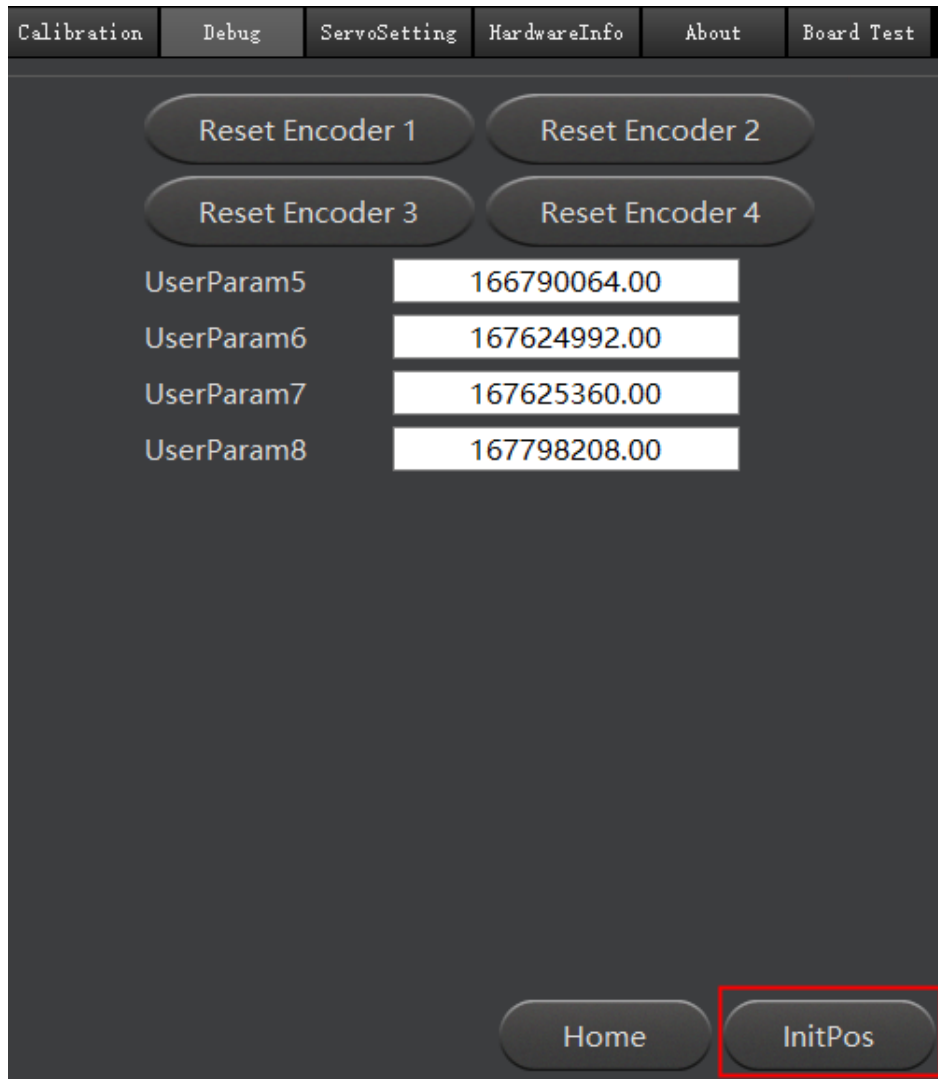 Calibration Debug ServoSetting HardwareInfo About Board Test
Reset Encoder 1 Reset Encoder 2
Reset Encoder 3 Reset Encoder 4
UserParam5 166790064.00
UserParam6 167624992.00
UserParam7 167625360.00
UserParam8 167798208.00
Home InitPos